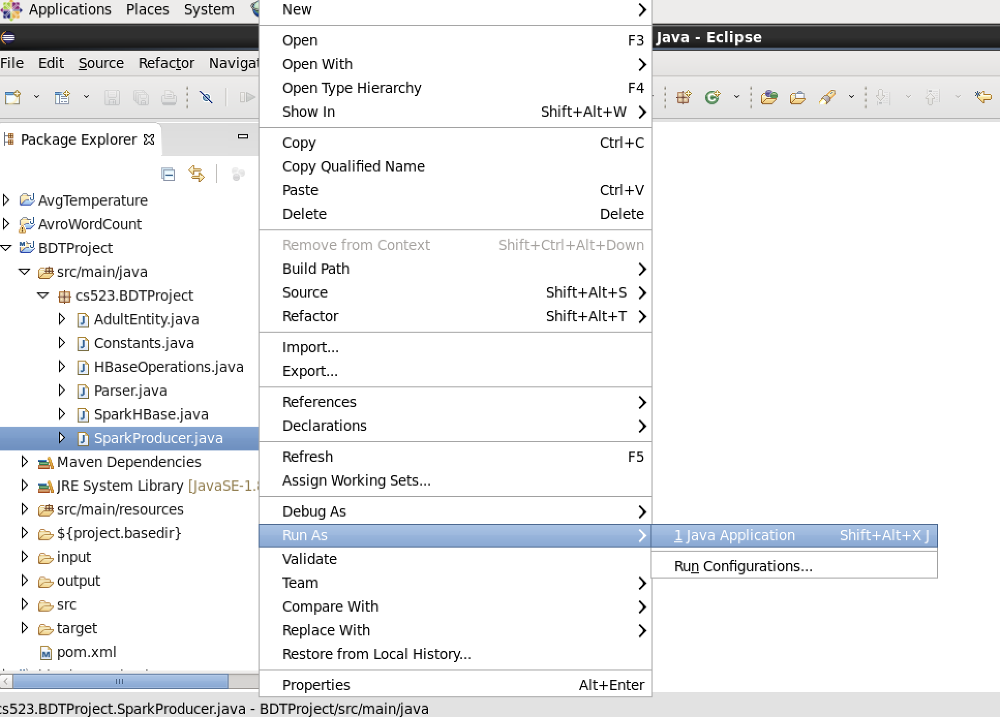 Applications Places System
Java - Eclipse
File Edit Source Refactor
Package Explorer
AvgTemperature
AvroWordCount
BDTProject
src/main/java
cs523.BDTProject
AdultEntity.java
Constants.java
HBaseOperations.java
Parser.java
SparkHBase.java
SparkProducer.java
Maven Dependencies
JRE System Library
src/main/resources
${project.basedir}
input
output
src
target
pom.xml
New
Open F3
Open With
Open Type Hierarchy F4
Show In Shift+Alt+W
Copy Ctrl+C
Copy Qualified Name
Paste Ctrl+V
Delete Delete
Remove from Context Shift+Ctrl+Alt+Down
Build Path
Source Shift+Alt+S
Refactor Shift+Alt+T
Import...
Export...
References
Declarations
Refresh F5
Assign Working Sets...
Debug As
Run As
Validate
Team
Compare With
Replace With
Restore from Local History...
Properties Alt+Enter
1 Java Application Shift+Alt+X J
Run Configurations...
cs523.BDTProject.SparkProducer.java - BDTProject/src/main/java